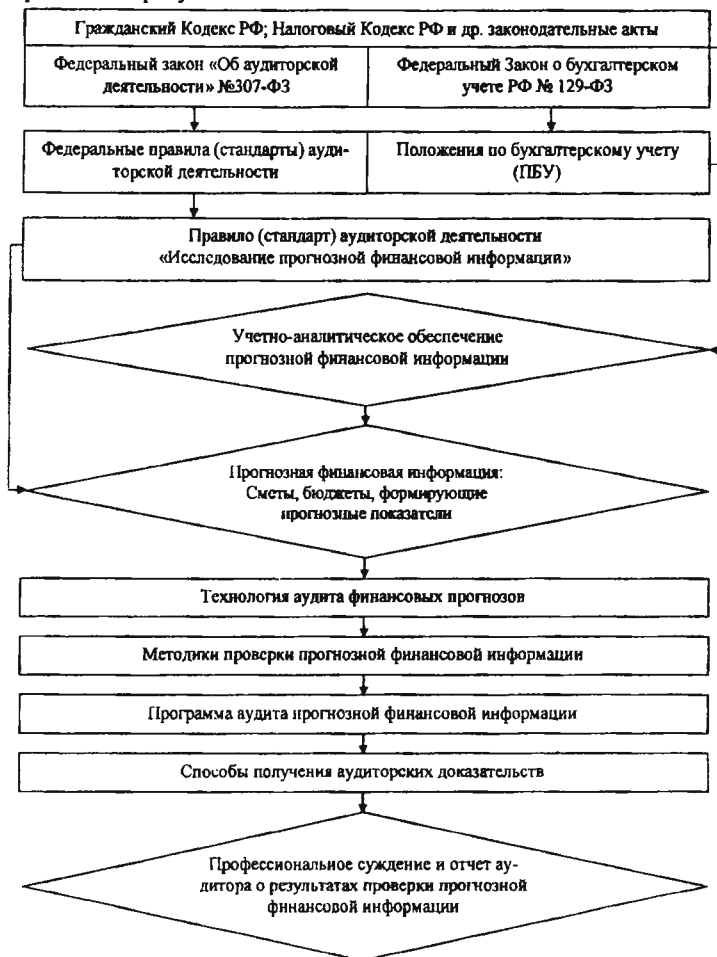 Гражданский Кодекс РФ; Налоговый Кодекс РФ и др. законодательные акты
Федеральный закон «Об аудиторской
деятельности» №307-ФЗ
Федеральный Закон о бухгалтерском
учете РФ № 129-ФЗ
Федеральные правила (стандарты) ауди-
торской деятельности
Положения по бухгалтерскому учету
(ПБУ)
Правило (стандарт) аудиторской деятельности
«Исследование прогнозной финансовой информации»
Учетно-аналитическое обеспечение
прогнозной финансовой информации
Прогнозная финансовая информация:
Сметы, бюджеты, формирующие
прогнозные показатели
Технология аудита финансовых прогнозов
Методики проверки прогнозной финансовой информации
Программа аудита прогнозной финансовой информации
Способы получения аудиторских доказательств
Профессиональное суждение и отчет ау-
дитора о результатах проверки прогнозной
финансовой информации